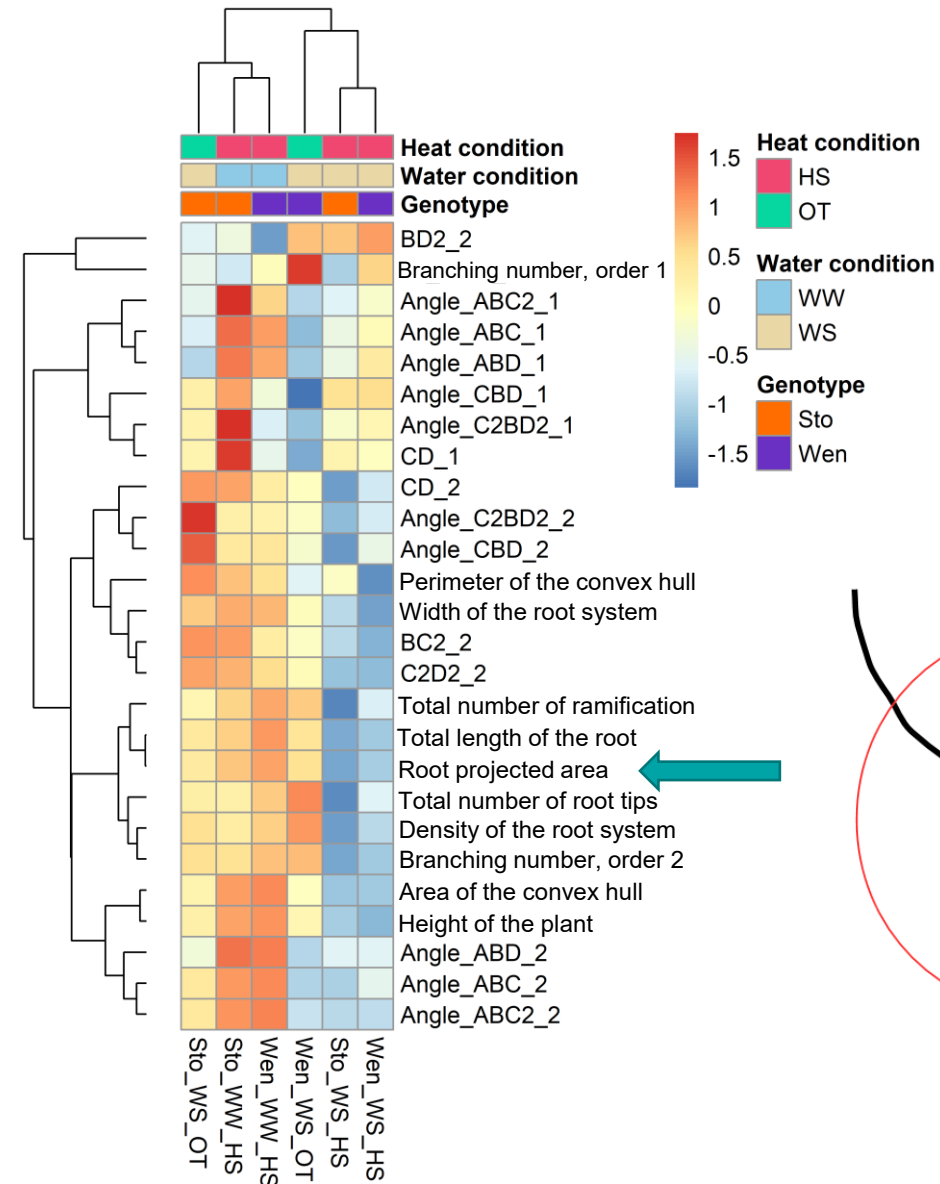 Heat condition
Water condition
Genotype
BD2_2
Branching number, order 1
Angle_ABC2_1
Angle_ABC_1
Angle_ABD_1
Angle_CBD_1
Angle_C2BD2_1
CD_1
CD_2
Angle_C2BD2_2
Angle_CBD_2
Perimeter of the convex hull
Width of the root system
BC2_2
C2D2_2
Total number of ramification
Total length of the root
Root projected area
Total number of root tips
Density of the root system
Branching number, order 2
Area of the convex hull
Height of the plant
Angle_ABD_2
Angle_ABC_2
Angle_ABC2_2
Sto_WS_OT
Sto_WW_HS
Wen_WW_HS
Wen_WS_OT
Sto_WS_HS
Wen_WS_HS
1.5
1
0.5
0
-0.5
-1
-1.5
Heat condition
HS
OT
Water condition
WW
WS
Genotype
Sto
Wen